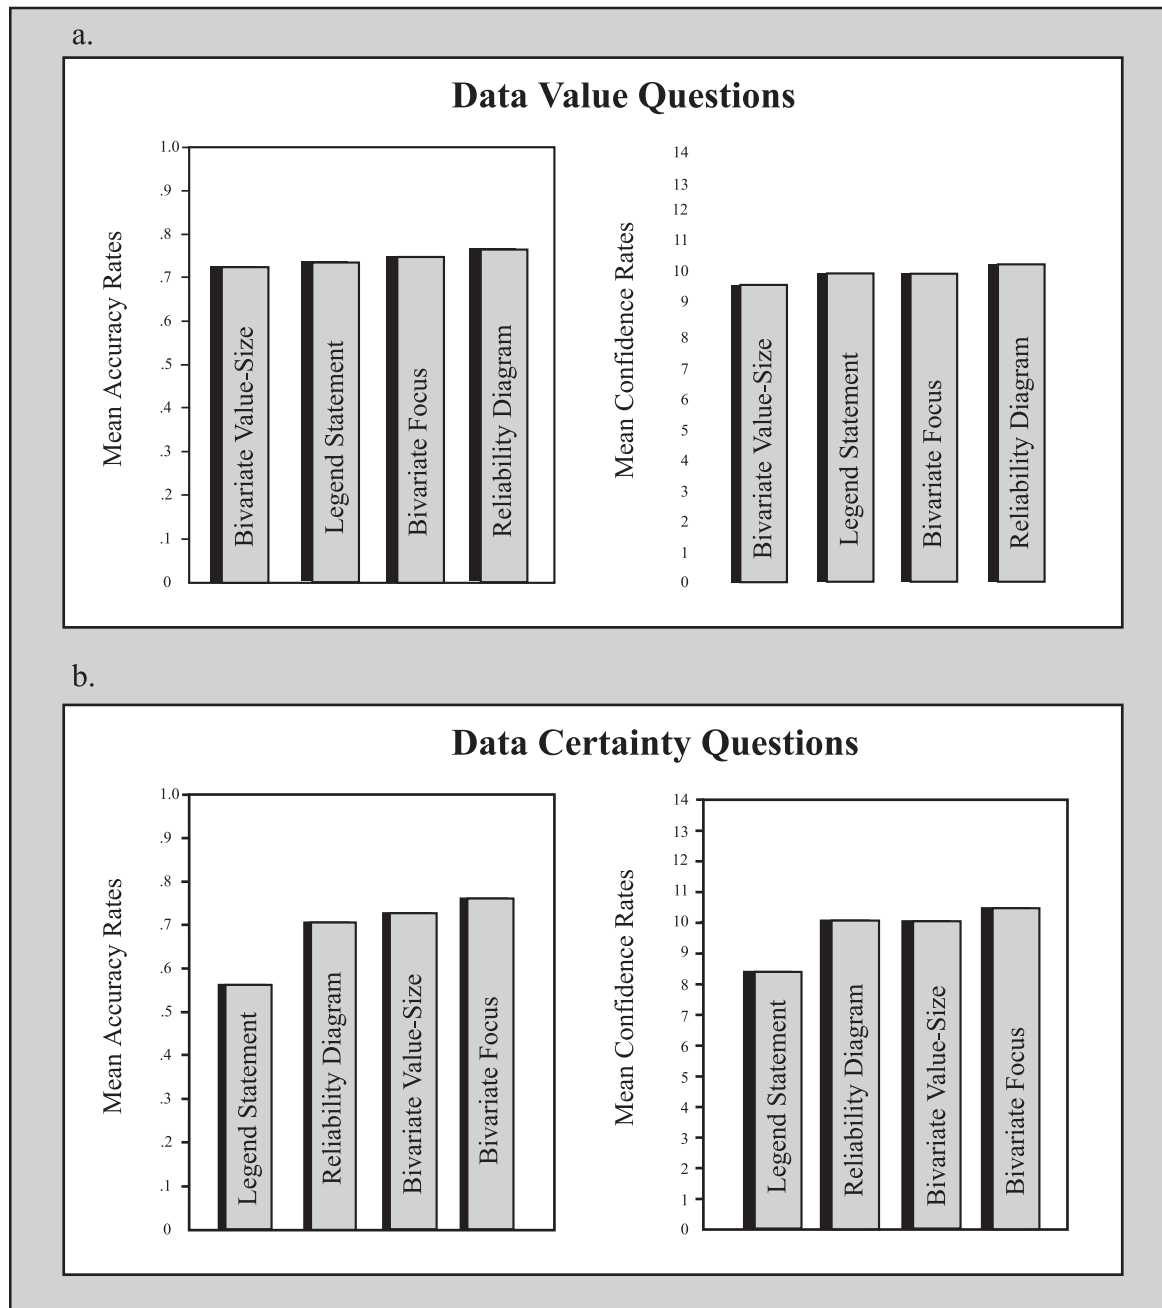 a.
Data Value Questions
Mean Accuracy Rates
1.0
.9
.8
.7
.6
.5
.4
.3
.2
.1
0
Bivariate Value-Size
Legend Statement
Bivariate Focus
Reliability Diagram
Mean Confidence Rates
14
13
12
11
10
9
8
7
6
5
4
3
2
1
0
Bivariate Value-Size
Legend Statement
Bivariate Focus
Reliability Diagram
b.
Data Certainty Questions
Mean Accuracy Rates
1.0
.9
.8
.7
.6
.5
.4
.3
.2
.1
0
Legend Statement
Reliability Diagram
Bivariate Value-Size
Bivariate Focus
Mean Confidence Rates
14
13
12
11
10
9
8
7
6
5
4
3
2
1
0
Legend Statement
Reliability Diagram
Bivariate Value-Size
Bivariate Focus